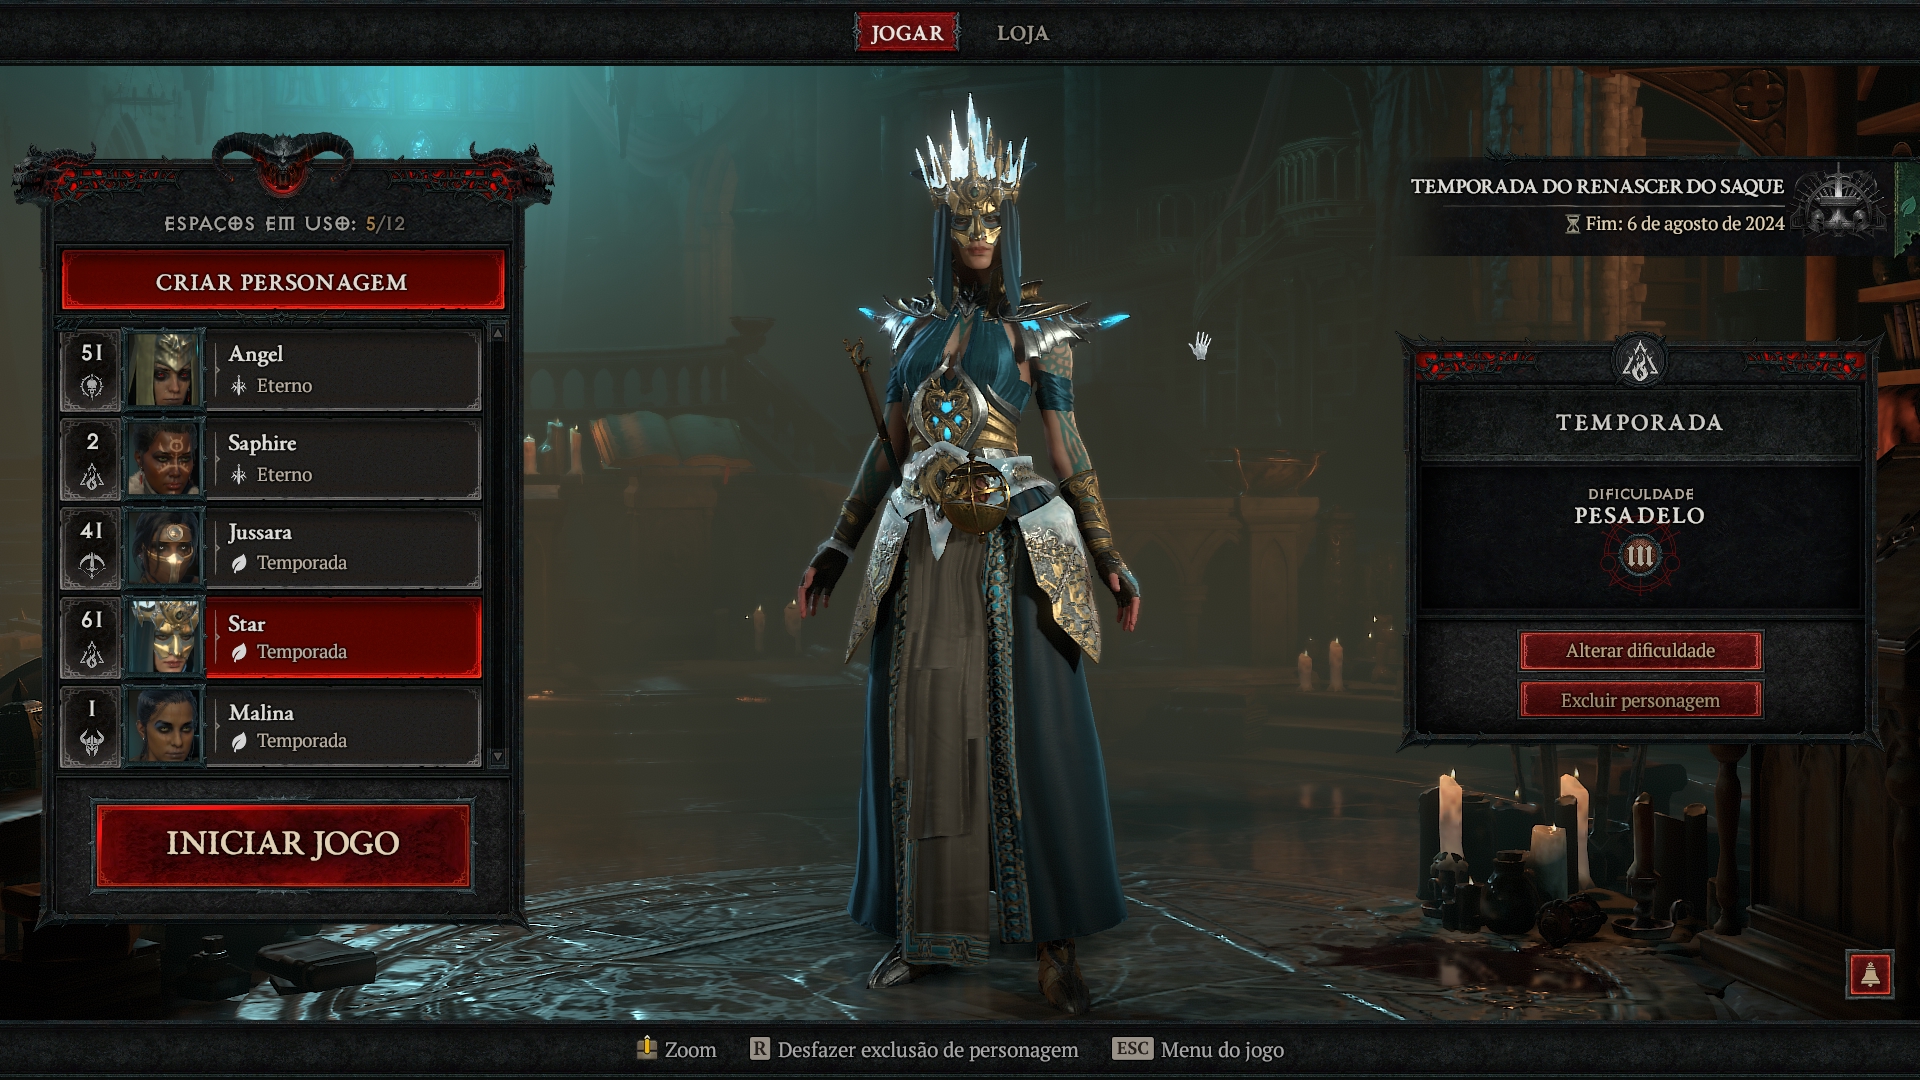 JOGAR
LOJA
ESPAÇOS EM USO: 5/12
CRIAR PERSONAGEM
51
Angel
Eterno
2
Saphire
Eterno
41
Jussara
Temporada
61
Star
Temporada
1
Malina
Temporada
INICIAR JOGO
TEMPORADA DO RENASCER DO SAQUE
Fim: 6 de agosto de 2024
TEMPORADA
DIFICULDADE
PESADELO
III
Alterar dificuldade
Excluir personagem
Zoom
R Desfazer exclusão de personagem
ESC Menu do jogo